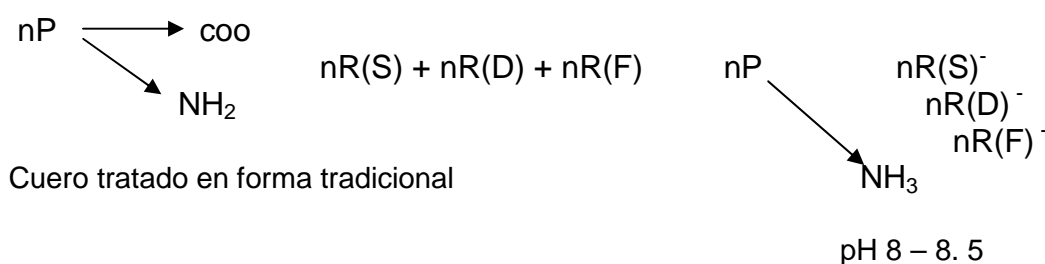 nP coo
nR(S) + nR(D) + nR(F) nP nR(S)⁻
NH₂ nR(D) ⁻
nR(F) ⁻
Cuero tratado en forma tradicional NH₃
pH 8 – 8. 5